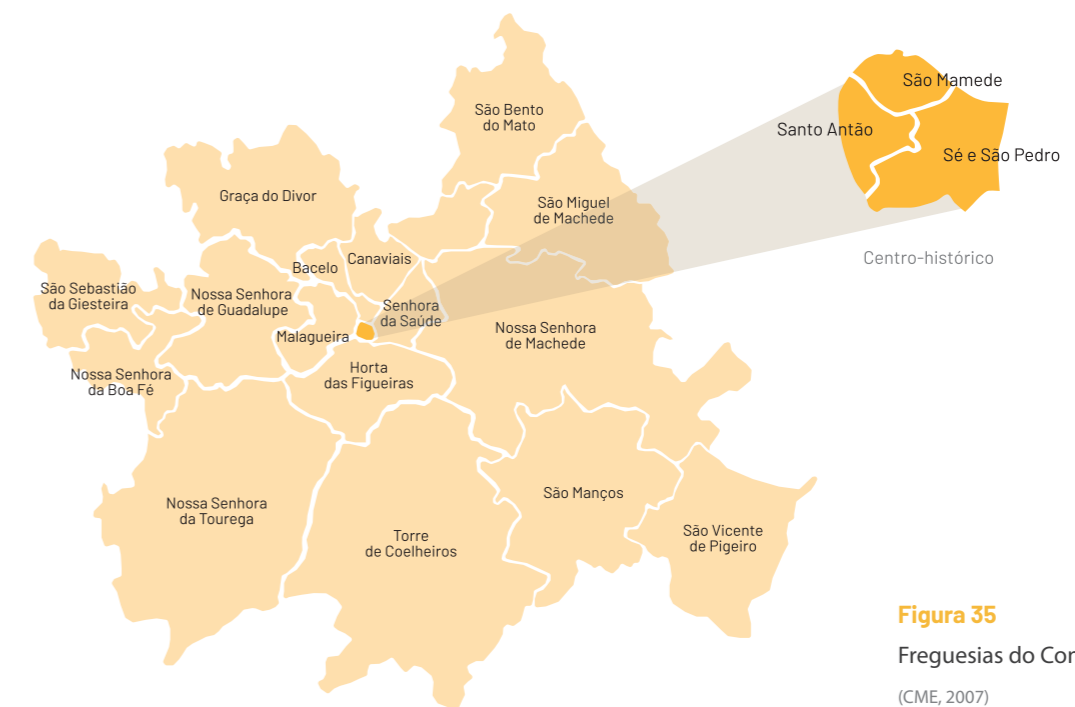 São Bento
do Mato
São Mamede
Santo Antão
Sé e São Pedro
Graça do Divor
São Miguel
de Machede
Centro-histórico
Bacelo
Canaviais
São Sebastião
da Giesteira
Nossa Senhora
de Guadalupe
Senhora
da Saúde
Malagueira
Nossa Senhora
de Machede
Nossa Senhora
da Boa Fé
Horta
das Figueiras
Nossa Senhora
da Tourega
São Manços
Torre
de Coelheiros
São Vicente
de Pigeiro
Figura 35
Freguesias do Con
(CME, 2007)